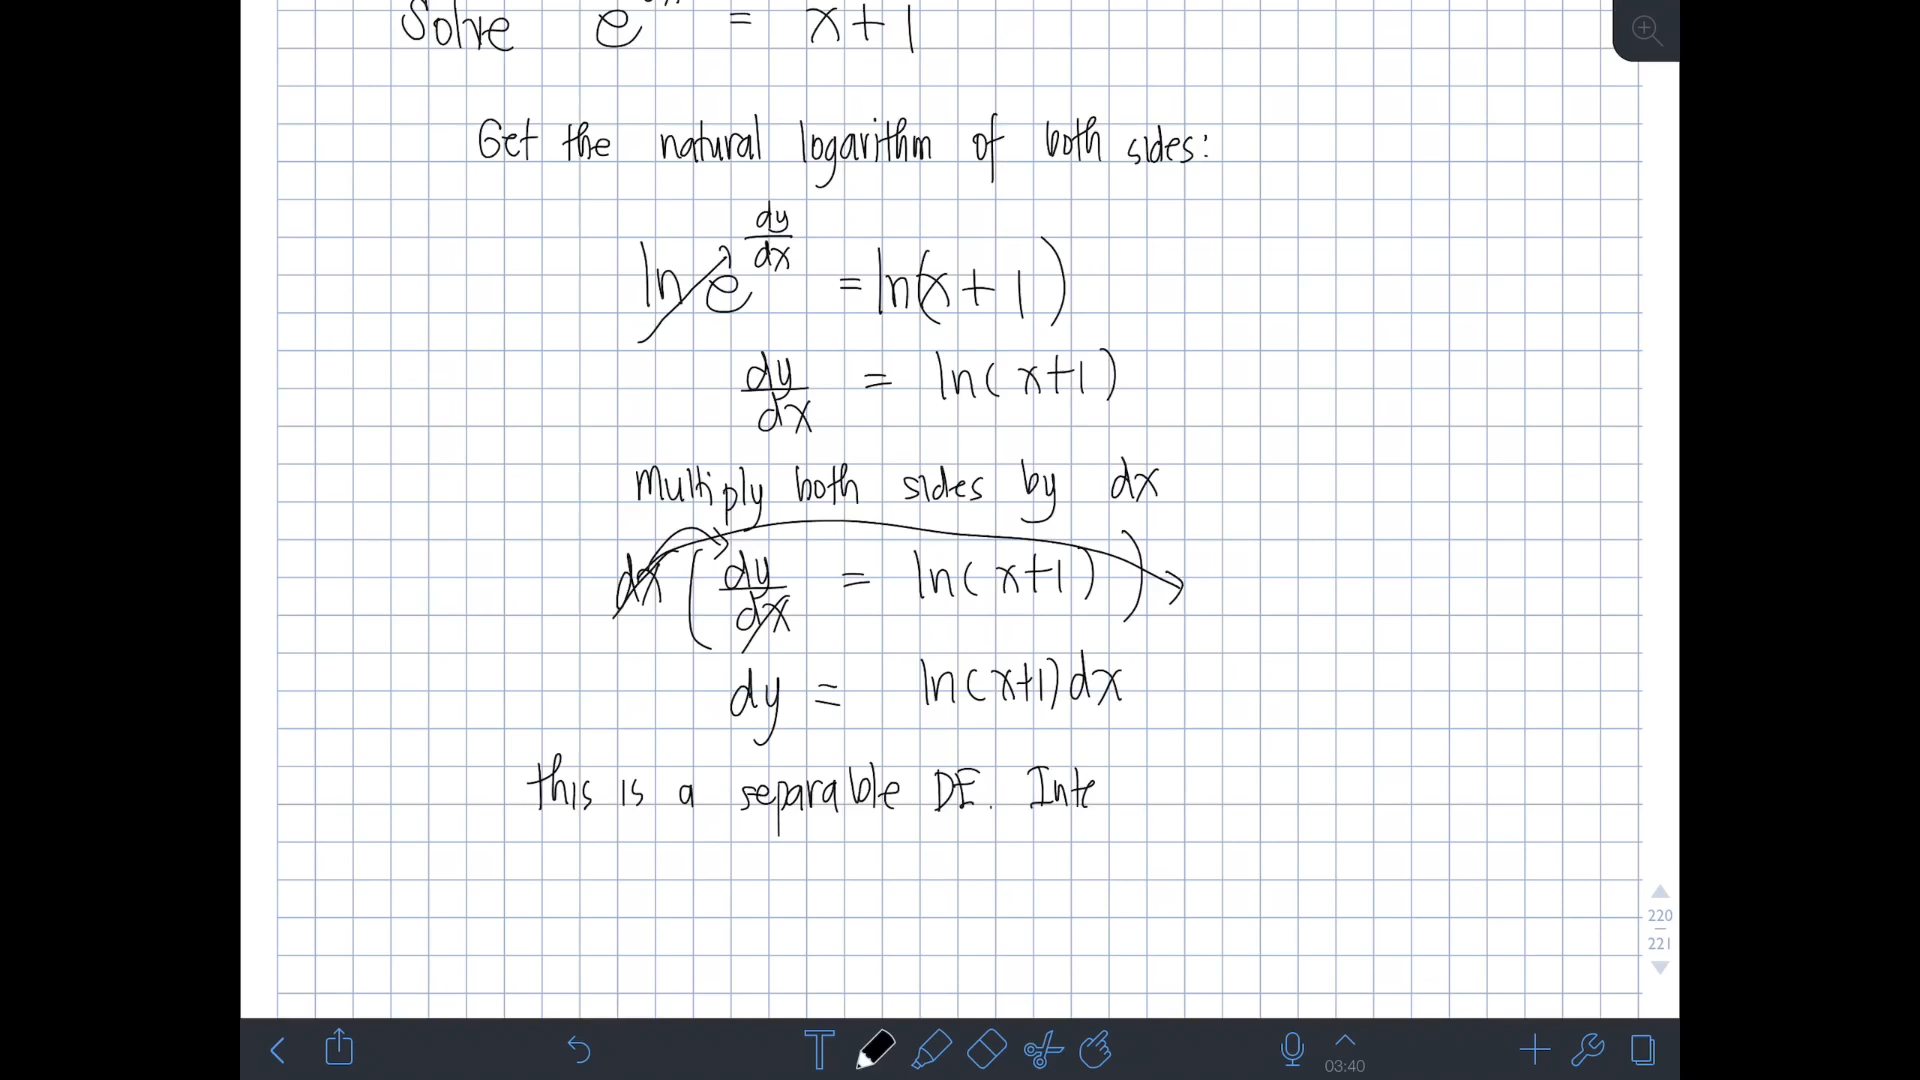 Solve e = x+1
Get the natural logarithm of both sides:
ln e^(dy/dx) = ln(x+1)
dy/dx = ln(x+1)
Multiply both sides by dx
dx (dy/dx = ln(x+1))
dy = ln(x+1)dx
this is a separable DE. Inte
220
221
T
03:40